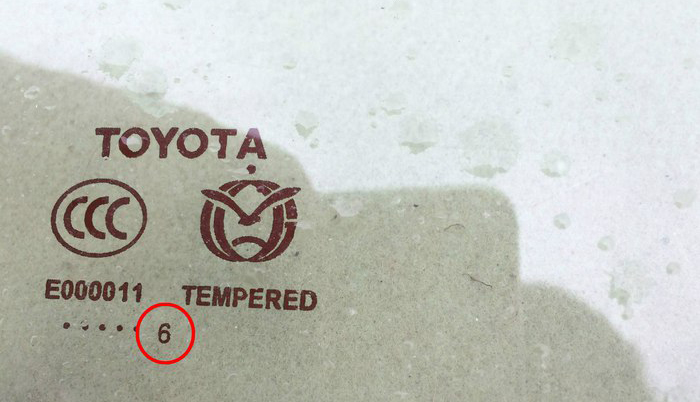 TOYOTA
CCC
E000011 TEMPERED
•••••6